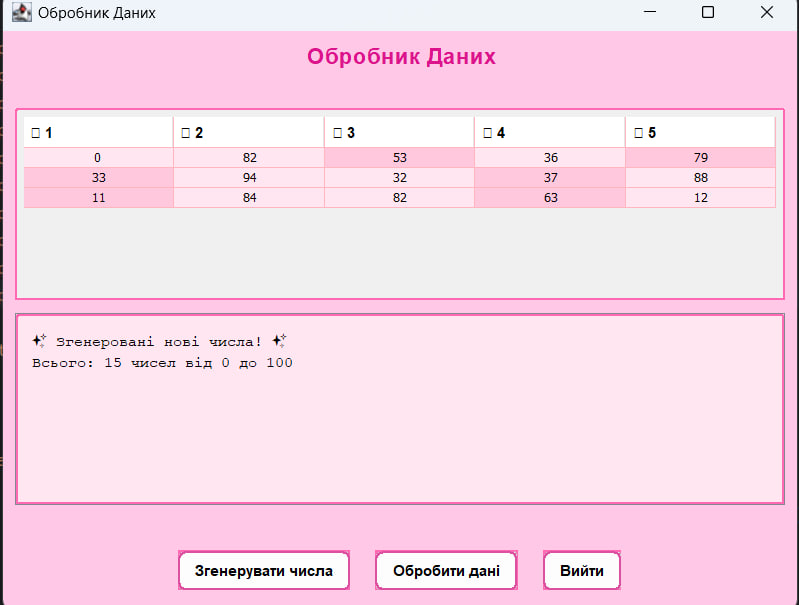 Обробник Даних
Обробник Даних
▯ 1 ▯ 2 ▯ 3 ▯ 4 ▯ 5
0 82 53 36 79
33 94 32 37 88
11 84 82 63 12
✨ Згенеровані нові числа! ✨
Всього: 15 чисел від 0 до 100
Згенерувати числа Обробити дані Вийти